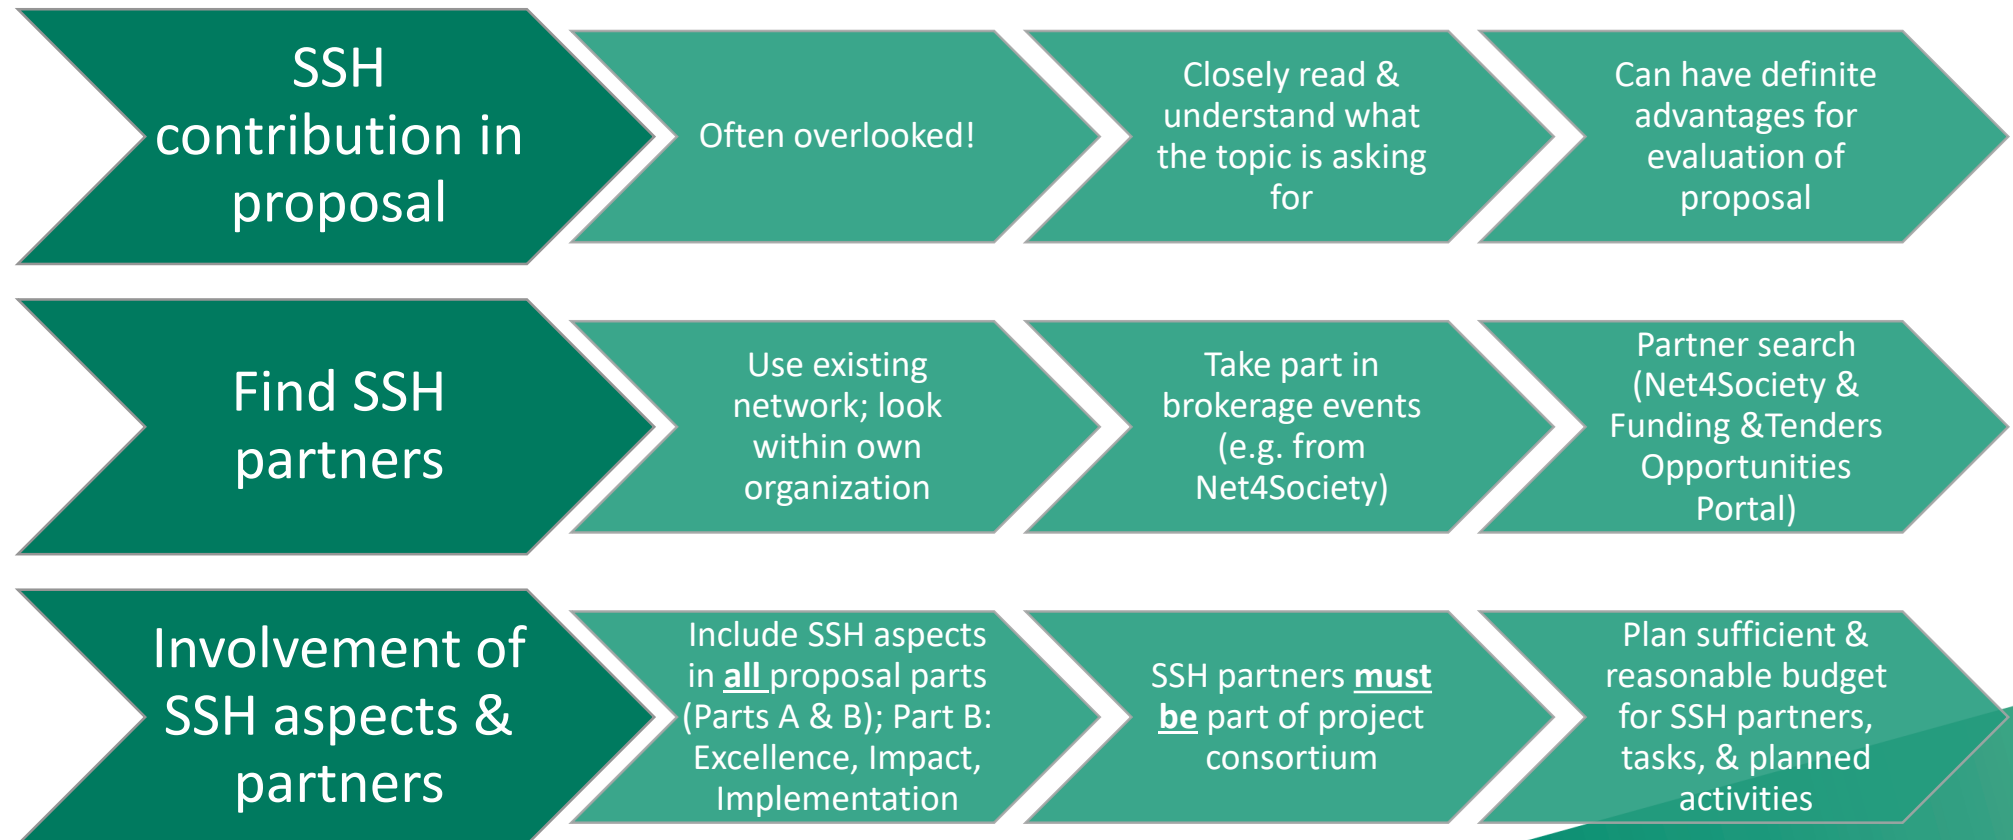 SSH
contribution in
proposal
Often overlooked!
Closely read &
understand what
the topic is asking
for
Can have definite
advantages for
evaluation of
proposal
Find SSH
partners
Use existing
network; look
within own
organization
Take part in
brokerage events
(e.g. from
Net4Society)
Partner search
(Net4Society &
Funding &Tenders
Opportunities
Portal)
Involvement of
SSH aspects &
partners
Include SSH aspects
in all proposal parts
(Parts A & B); Part B:
Excellence, Impact,
Implementation
SSH partners must
be part of project
consortium
Plan sufficient &
reasonable budget
for SSH partners,
tasks, & planned
activities